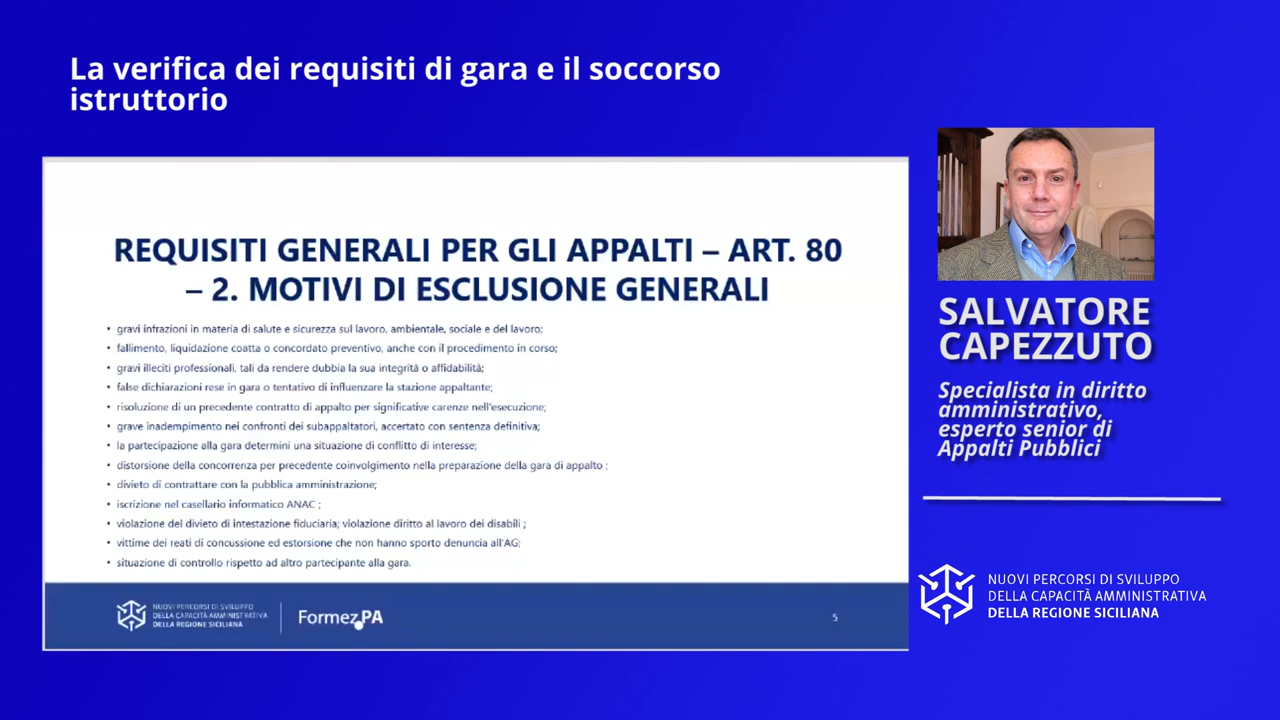 La verifica dei requisiti di gara e il soccorso
istruttorio
REQUISITI GENERALI PER GLI APPALTI – ART. 80
– 2. MOTIVI DI ESCLUSIONE GENERALI
• gravi infrazioni in materia di salute e sicurezza sul lavoro, ambientale, sociale e del lavoro;
• fallimento, liquidazione coatta o concordato preventivo, anche con il procedimento in corso;
• gravi illeciti professionali, tali da rendere dubbia la sua integrità o affidabilità;
• false dichiarazioni rese in gara o tentativo di influenzare la stazione appaltante;
• risoluzione di un precedente contratto di appalto per significative carenze nell'esecuzione;
• grave inadempimento nei confronti dei subappaltatori, accertato con sentenza definitiva;
• la partecipazione alla gara determini una situazione di conflitto di interesse;
• distorsione della concorrenza per precedente coinvolgimento nella preparazione della gara di appalto ;
• divieto di contrattare con la pubblica amministrazione;
• iscrizione nel casellario informatico ANAC ;
• violazione del divieto di intestazione fiduciaria; violazione diritto al lavoro dei disabili ;
• vittime dei reati di concussione ed estorsione che non hanno sporto denuncia all'AG;
• situazione di controllo rispetto ad altro partecipante alla gara.
NUOVI PERCORSI DI SVILUPPO
DELLA CAPACITÀ AMMINISTRATIVA
DELLA REGIONE SICILIANA
Formez PA
5
SALVATORE
CAPEZZUTO
Specialista in diritto
amministrativo,
esperto senior di
Appalti Pubblici
NUOVI PERCORSI DI SVILUPPO
DELLA CAPACITÀ AMMINISTRATIVA
DELLA REGIONE SICILIANA